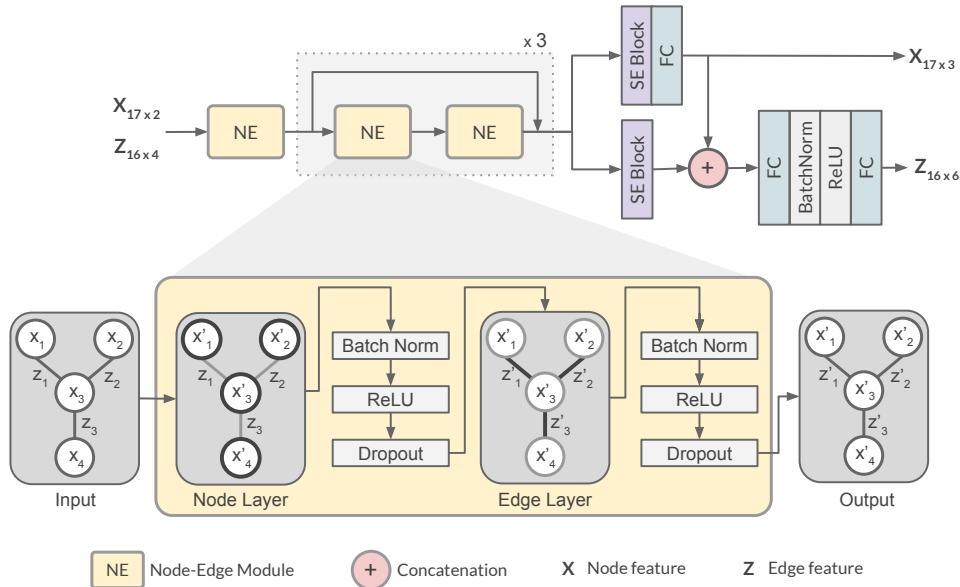 x 3
X17 x 2
Z16 x 4
NE
NE
NE
SE Block
FC
X17 x 3
SE Block
+
FC
BatchNorm
ReLU
FC
Z16 x 6
x1
x2
z1
z2
x3
z3
x4
Input
x'1
x'2
z1
z2
x'3
z3
x'4
Node Layer
Batch Norm
ReLU
Dropout
x'1
x'2
z'1
z'2
x'3
z'3
x'4
Edge Layer
Batch Norm
ReLU
Dropout
x'1
x'2
z'1
z'2
x'3
z'3
x'4
Output
NE Node-Edge Module
+ Concatenation
X Node feature
Z Edge feature